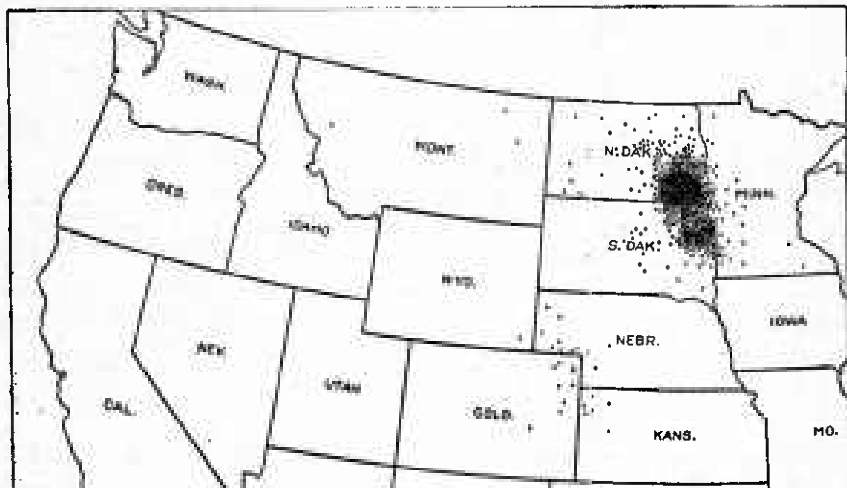 WASH.
MONT.
N. DAK.
MINN.
OREG.
IDAHO
S. DAK.
WYO.
IOWA
NEV.
NEBR.
UTAH
CAL.
COLO.
KANS.
MO.